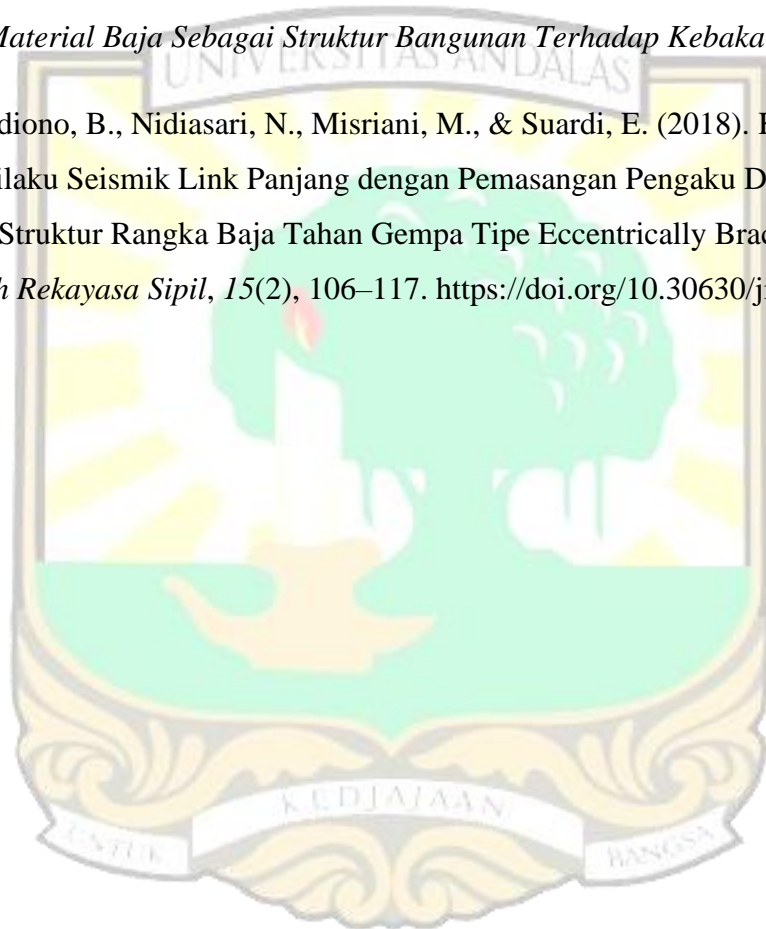 Material Baja Sebagai Struktur Bangunan Terhadap Kebaka
UNIVERSITAS ANDALAS
diono, B., Nidiasari, N., Misriani, M., & Suardi, E. (2018).
ilaku Seismik Link Panjang dengan Pemasangan Pengaku D
Struktur Rangka Baja Tahan Gempa Tipe Eccentrically Brac
h Rekayasa Sipil, 15(2), 106–117. https://doi.org/10.30630/j
KEDJAJAAN
UNTUK
BANGSA